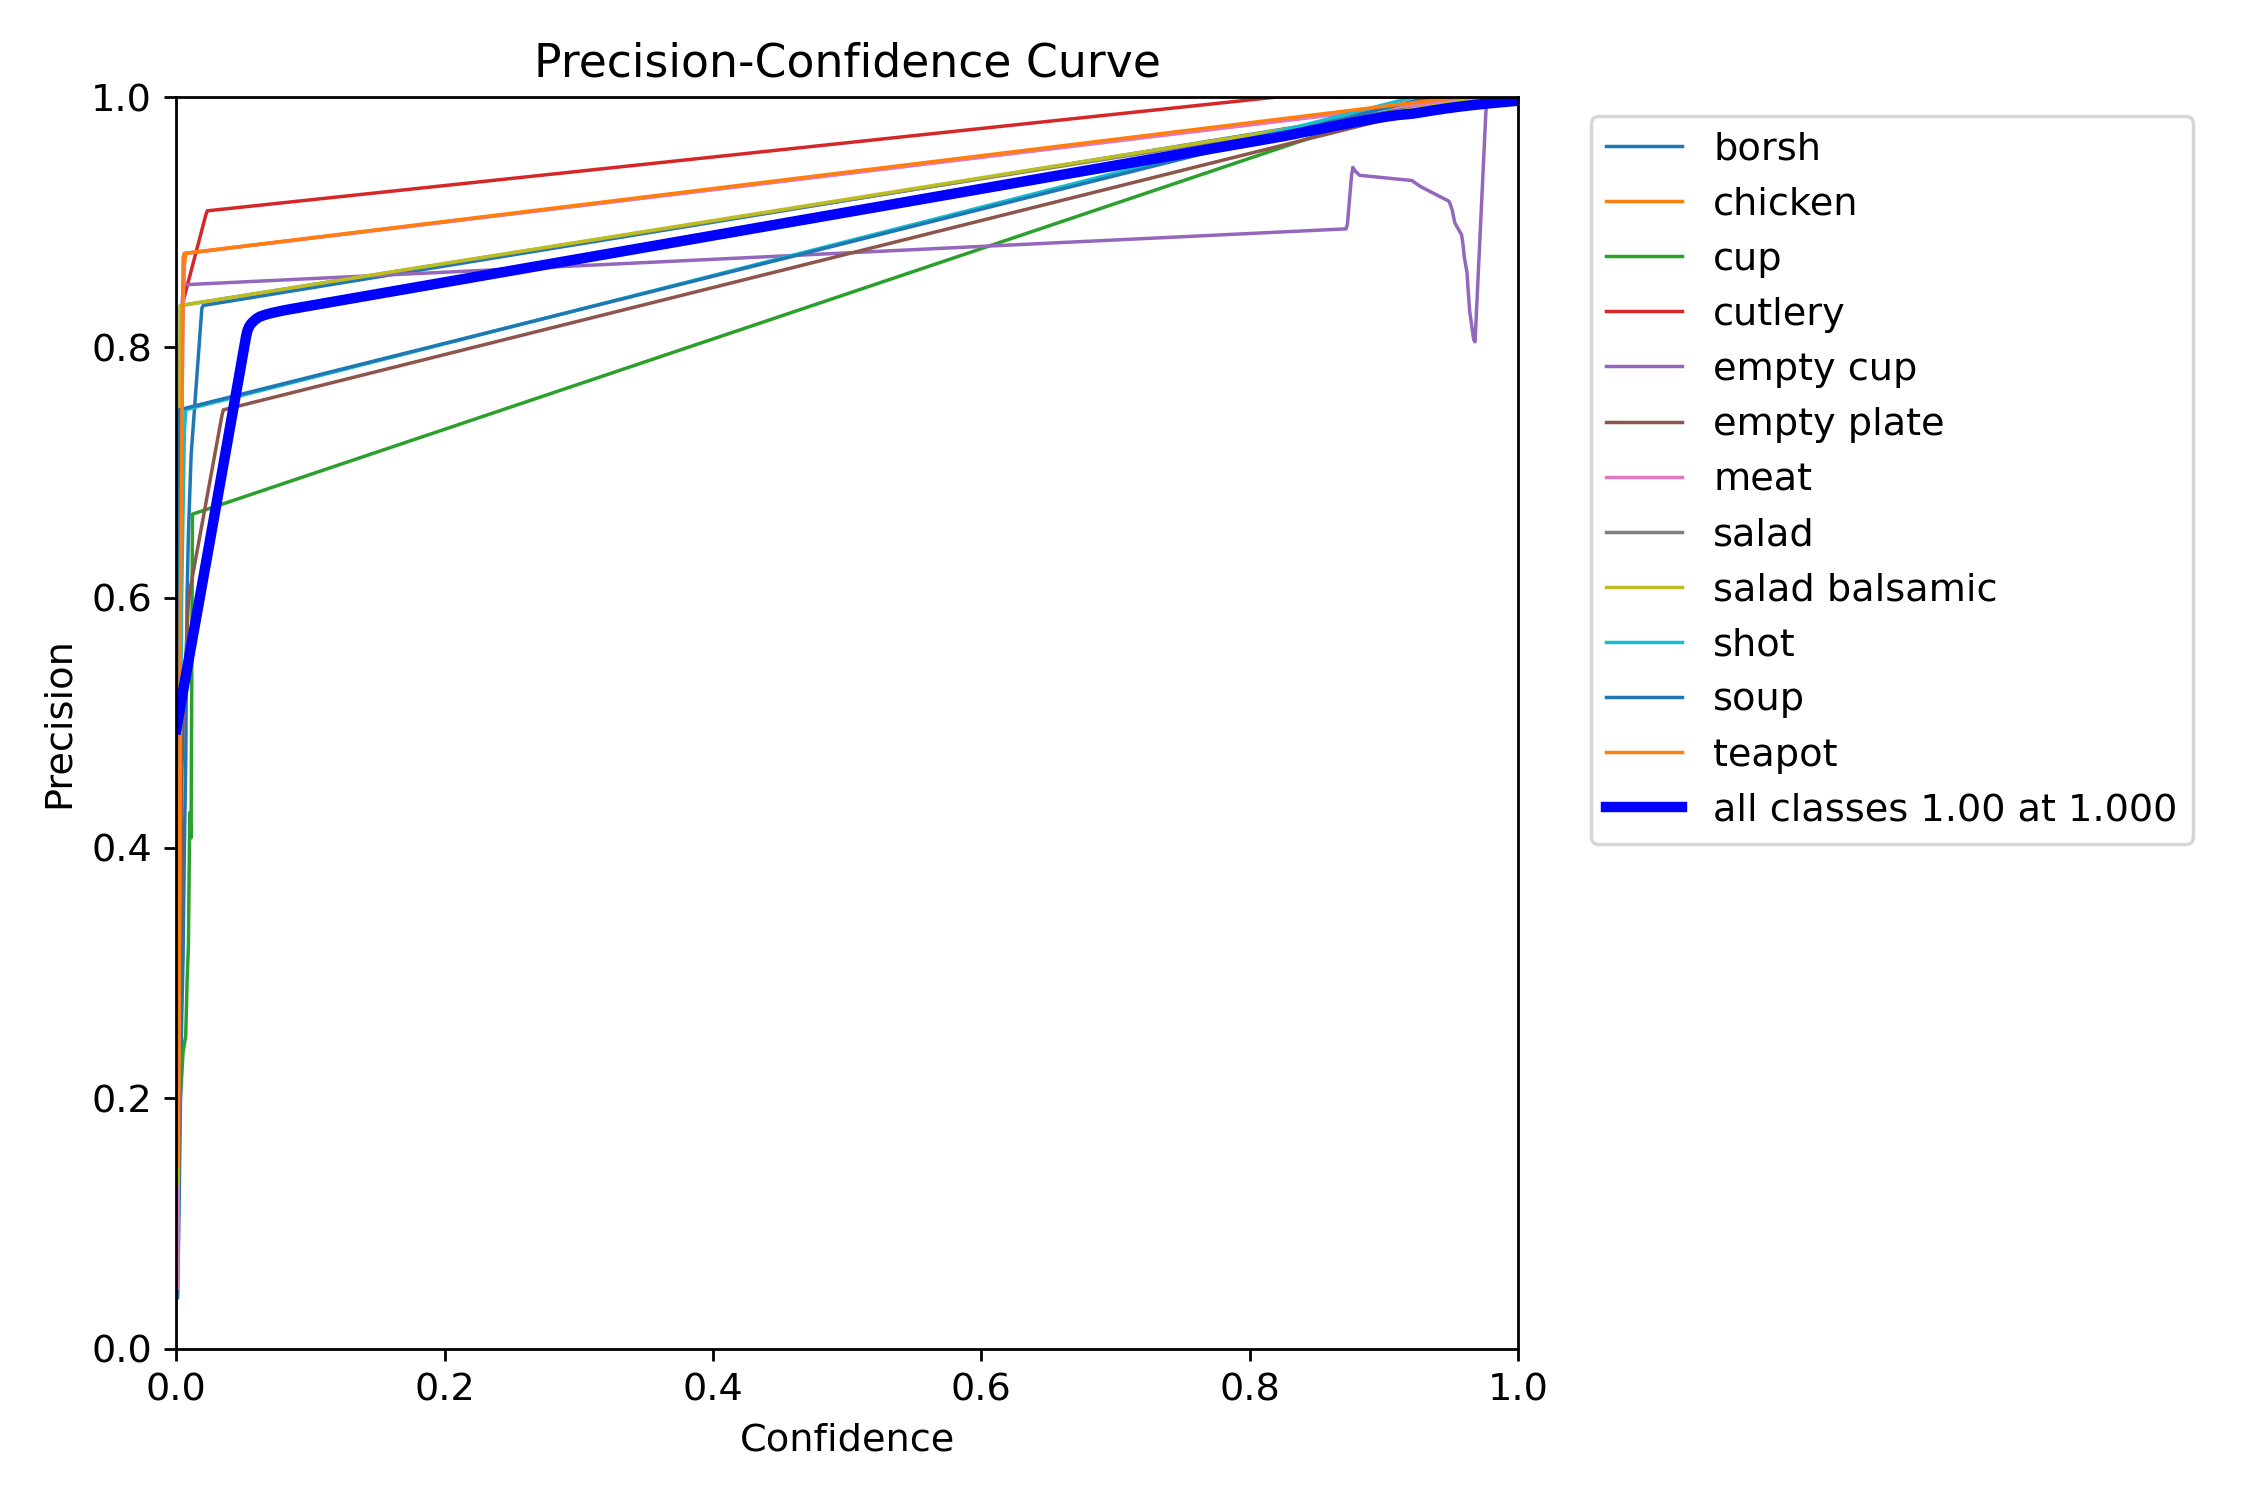 Precision-Confidence Curve
1.0
0.8
0.6
0.4
0.2
0.0
Precision
0.0 0.2 0.4 0.6 0.8 1.0
Confidence
borsh
chicken
cup
cutlery
empty cup
empty plate
meat
salad
salad balsamic
shot
soup
teapot
all classes 1.00 at 1.000